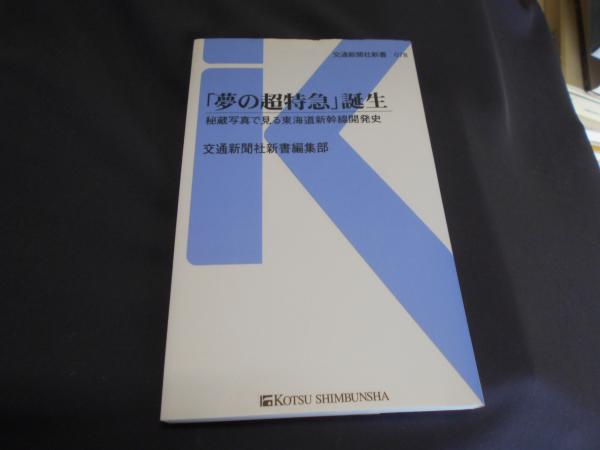 交通新聞社新書 078
「夢の超特急」誕生
秘蔵写真で見る東海道新幹線開発史
交通新聞社新書編集部
KOTSU SHIMBUNSHA